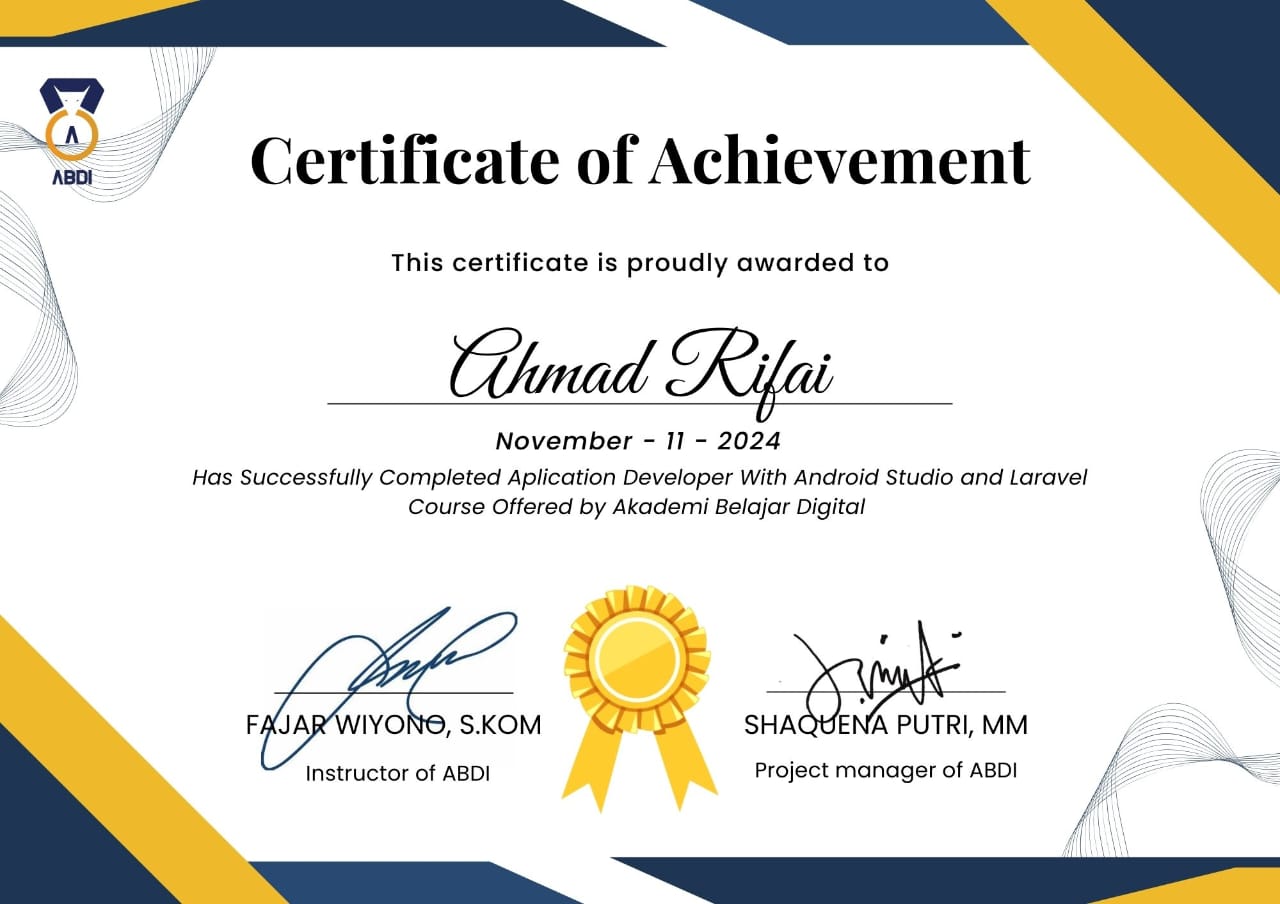 A
ABDI
Certificate of Achievement
This certificate is proudly awarded to
Ahmad Rifai
November - 11 - 2024
Has Successfully Completed Aplication Developer With Android Studio and Laravel
Course Offered by Akademi Belajar Digital
FAJAR WIYONO, S.KOM
Instructor of ABDI
SHAQUENA PUTRI, MM
Project manager of ABDI